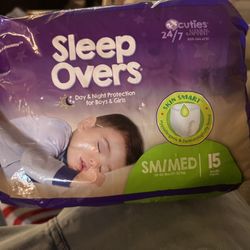 Sleep
Overs
Day & Night Protection
for Boys & Girls
cuties
24/7
SKIN SMART
SM/MED
15